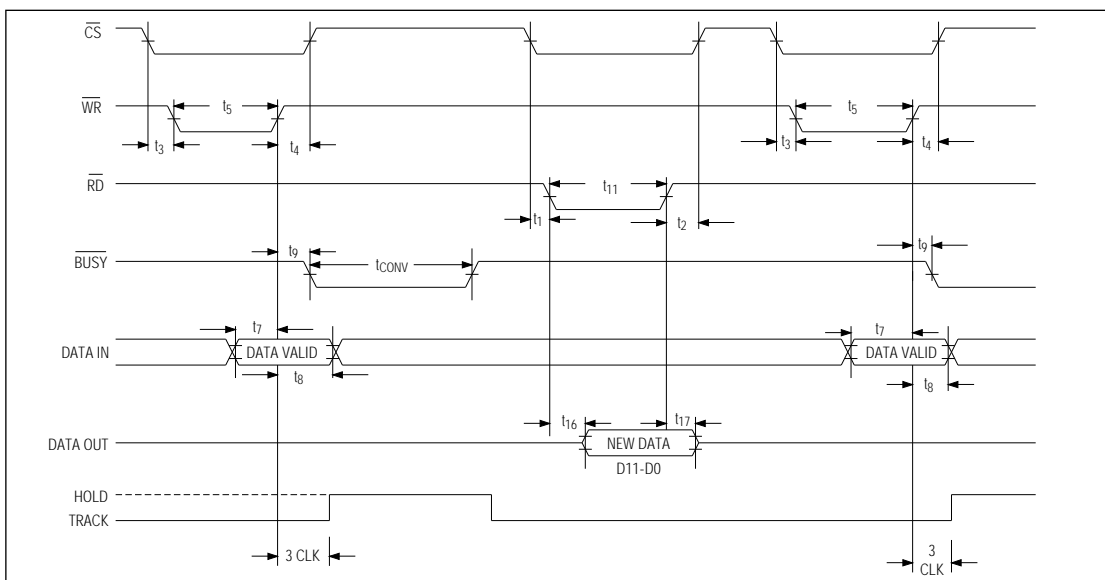 CS
WR
t5
t5
t3
t4
t3
t4
RD
t11
t1
t2
BUSY
t9
tCONV
t9
DATA IN
t7
DATA VALID
t8
t7
DATA VALID
t8
DATA OUT
t16
NEW DATA
t17
D11-D0
HOLD
TRACK
3 CLK
3
CLK